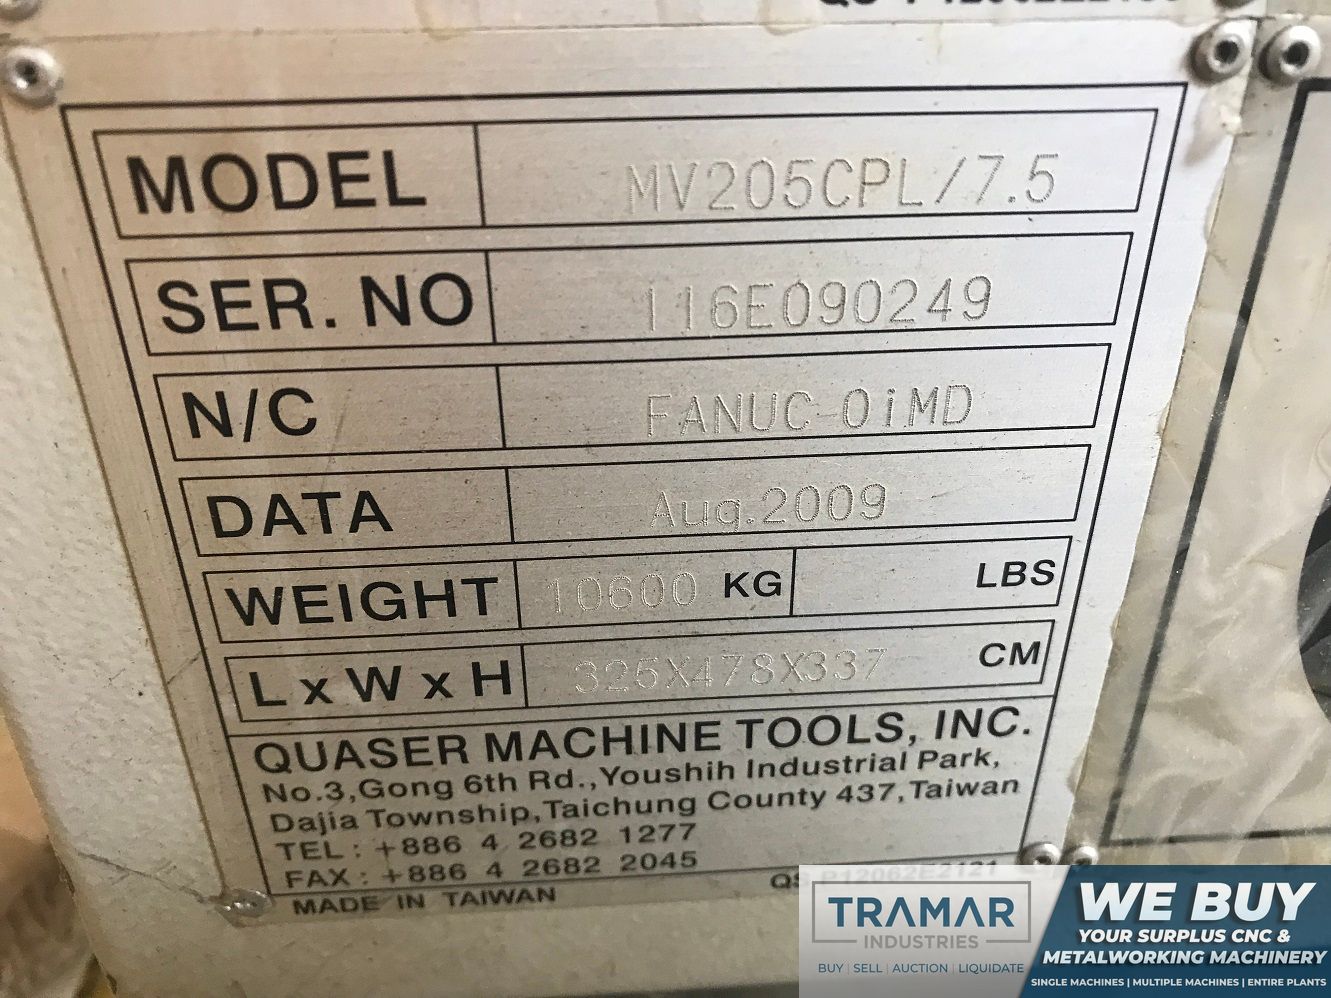 MODEL MV205CPL/7.5
SER. NO 116E090249
N/C FANUC 0iMD
DATA Aug.2009
WEIGHT 10600 KG LBS
L x W x H 325X478X337 CM
QUASER MACHINE TOOLS, INC.
No.3,Gong 6th Rd.,Youshih Industrial Park,
Dajia Township,Taichung County 437,Taiwan
TEL : +886 4 2682 1277
FAX : +886 4 2682 2045
MADE IN TAIWAN
TRAMAR
INDUSTRIES
BUY | SELL | AUCTION | LIQUIDATE
WE BUY
YOUR SURPLUS CNC &
METALWORKING MACHINERY
SINGLE MACHINES | MULTIPLE MACHINES | ENTIRE PLANTS